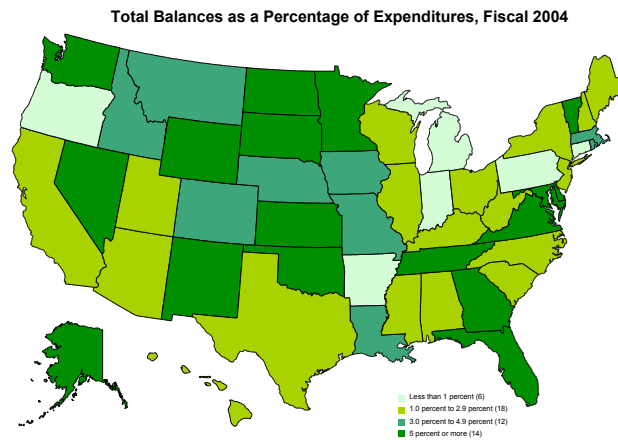 Total Balances as a Percentage of Expenditures, Fiscal 2004
Less than 1 percent (6)
1.0 percent to 2.9 percent (18)
3.0 percent to 4.9 percent (12)
5 percent or more (14)